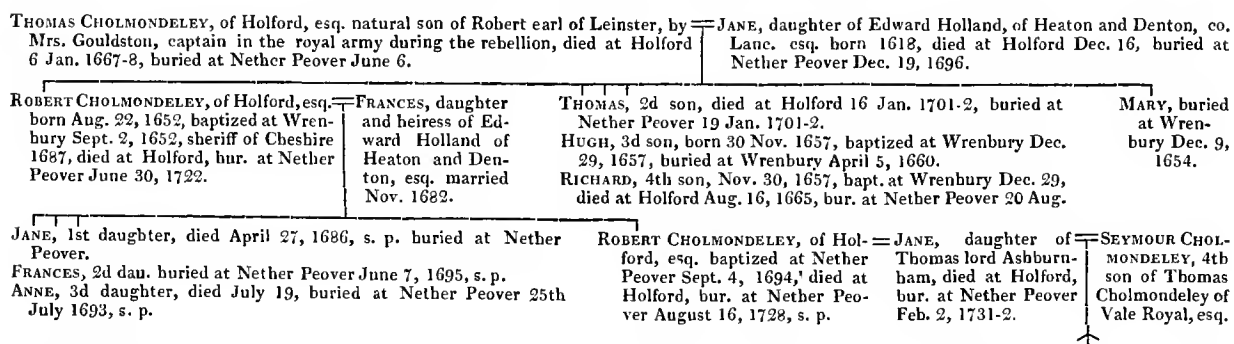 THOMAS CHOLMONDELEY, of Holford, esq. natural son of Robert earl of Leinster, by
Mrs. Gouldston, captain in the royal army during the rebellion, died at Holford
6 Jan. 1667-8, buried at Nether Peover June 6.
JANE, daughter of Edward Holland, of Heaton and Denton, co.
Lanc. esq. born 1618, died at Holford Dec. 16, buried at
Nether Peover Dec. 19, 1696.
ROBERT CHOLMONDELEY, of Holford, esq.
born Aug. 22, 1652, baptized at Wren-
bury Sept. 2, 1652, sheriff of Cheshire
1687, died at Holford, bur. at Nether
Peover June 30, 1722.
FRANCES, daughter
and heiress of Ed-
ward Holland of
Heaton and Den-
ton, esq. married
Nov. 1682.
THOMAS, 2d son, died at Holford 16 Jan. 1701-2, buried at
Nether Peover 19 Jan. 1701-2.
HUGH, 3d son, born 30 Nov. 1657, baptized at Wrenbury Dec.
29, 1657, buried at Wrenbury April 5, 1660.
RICHARD, 4th son, Nov. 30, 1657, bapt. at Wrenbury Dec. 29,
died at Holford Aug. 16, 1665, bur. at Nether Peover 20 Aug.
MARY, buried
at Wren-
bury Dec. 9,
1654.
JANE, 1st daughter, died April 27, 1686, s. p. buried at Nether
Peover.
FRANCES, 2d dau. buried at Nether Peover June 7, 1695, s. p.
ANNE, 3d daughter, died July 19, buried at Nether Peover 25th
July 1693, s. p.
ROBERT CHOLMONDELEY, of Hol-
ford, esq. baptized at Nether
Peover Sept. 4, 1694,' died at
Holford, bur. at Nether Peo-
ver August 16, 1728, s. p.
JANE, daughter of
Thomas lord Ashburn-
ham, died at Holford,
bur. at Nether Peover
Feb. 2, 1731-2.
SEYMOUR CHOL-
MONDELEY, 4th
son of Thomas
Cholmondeley of
Vale Royal, esq.